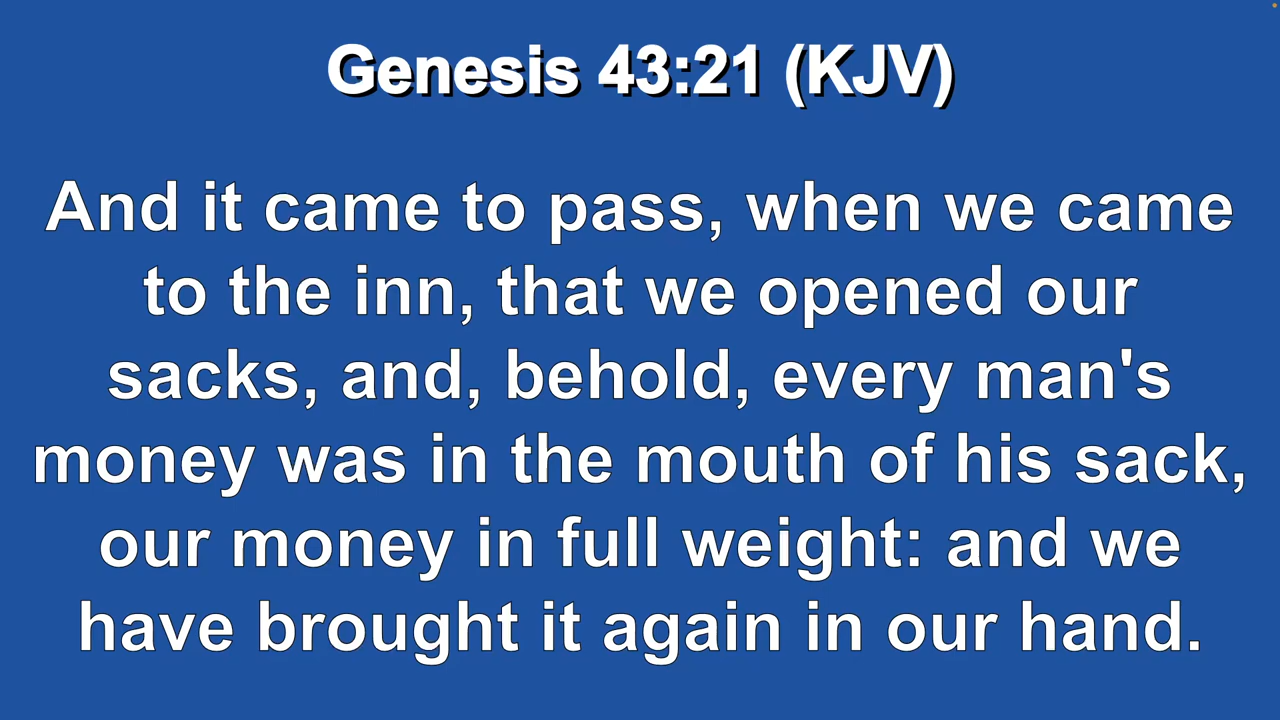 Genesis 43:21 (KJV)
And it came to pass, when we came
to the inn, that we opened our
sacks, and, behold, every man's
money was in the mouth of his sack,
our money in full weight: and we
have brought it again in our hand.